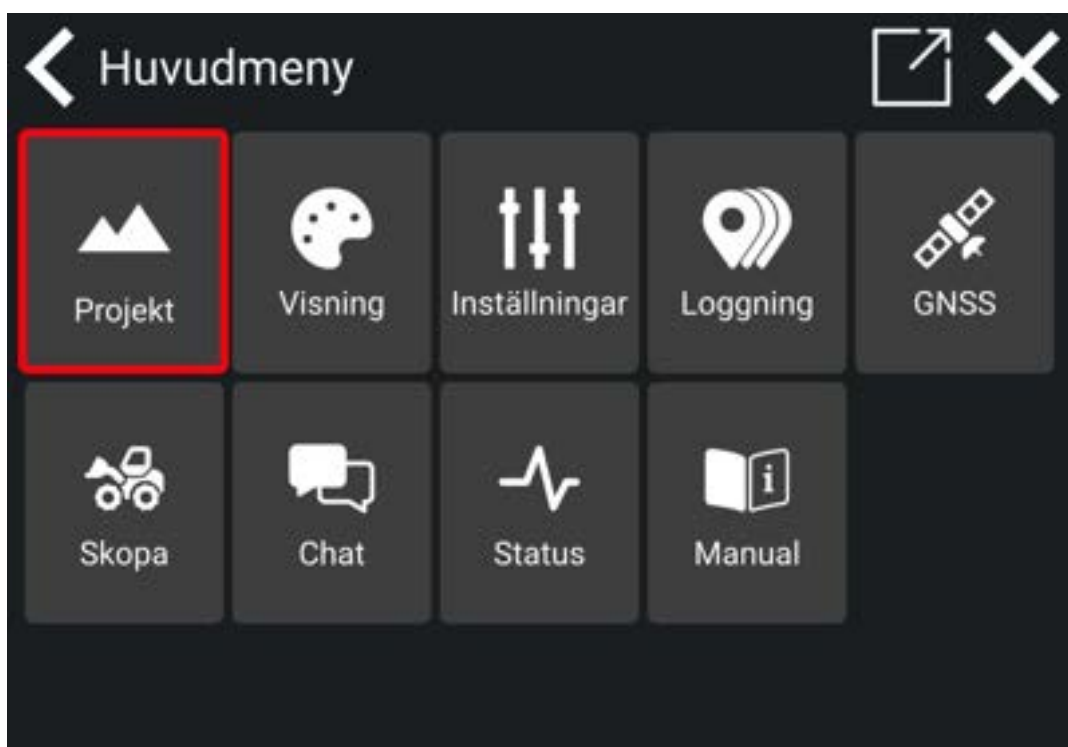 Huvudmeny
Projekt
Visning
Inställningar
Loggning
GNSS
Skopa
Chat
Status
Manual
i